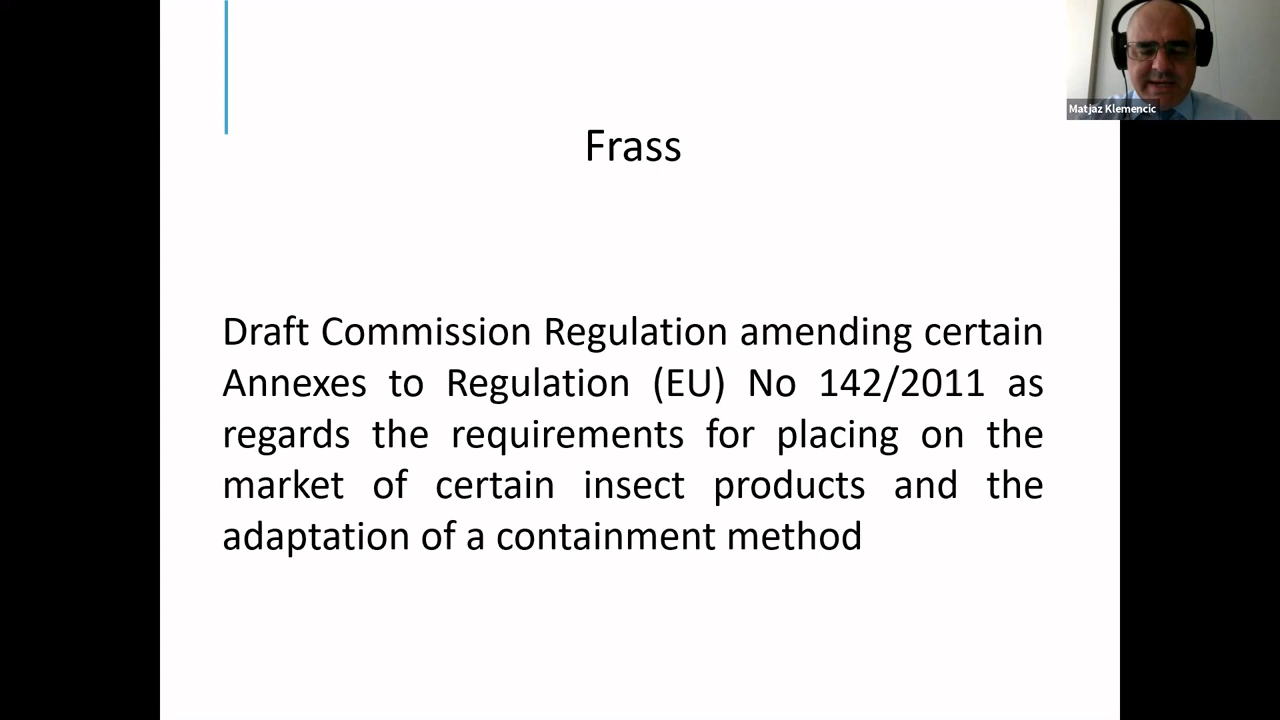 Matjaz Klemencic
Frass
Draft Commission Regulation amending certain
Annexes to Regulation (EU) No 142/2011 as
regards the requirements for placing on the
market of certain insect products and the
adaptation of a containment method